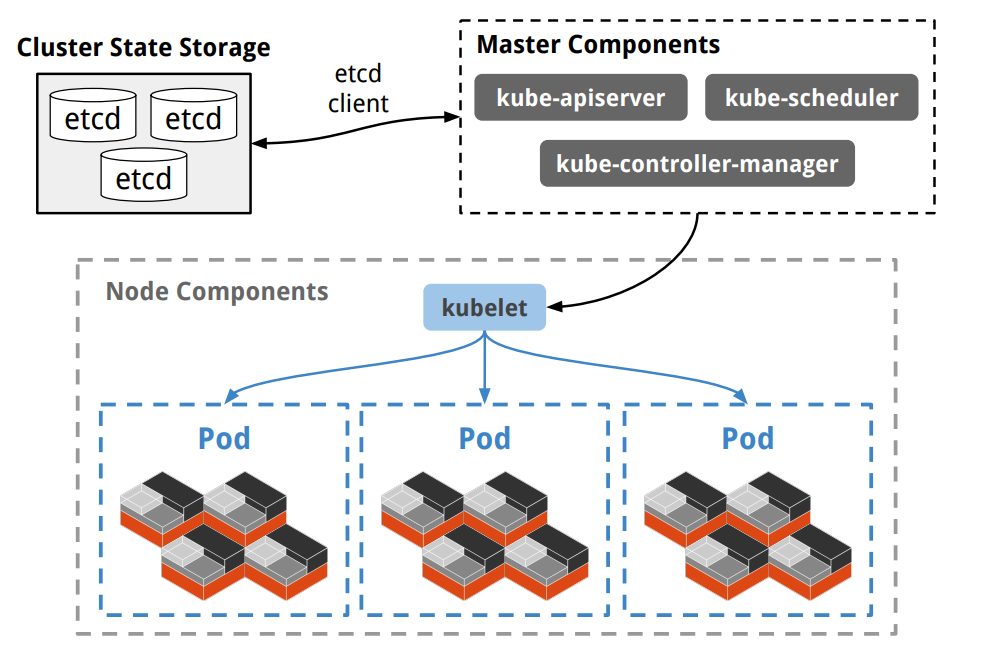 Cluster State Storage
etcd
etcd
etcd
etcd
client
Master Components
kube-apiserver
kube-scheduler
kube-controller-manager
Node Components
kubelet
Pod
Pod
Pod